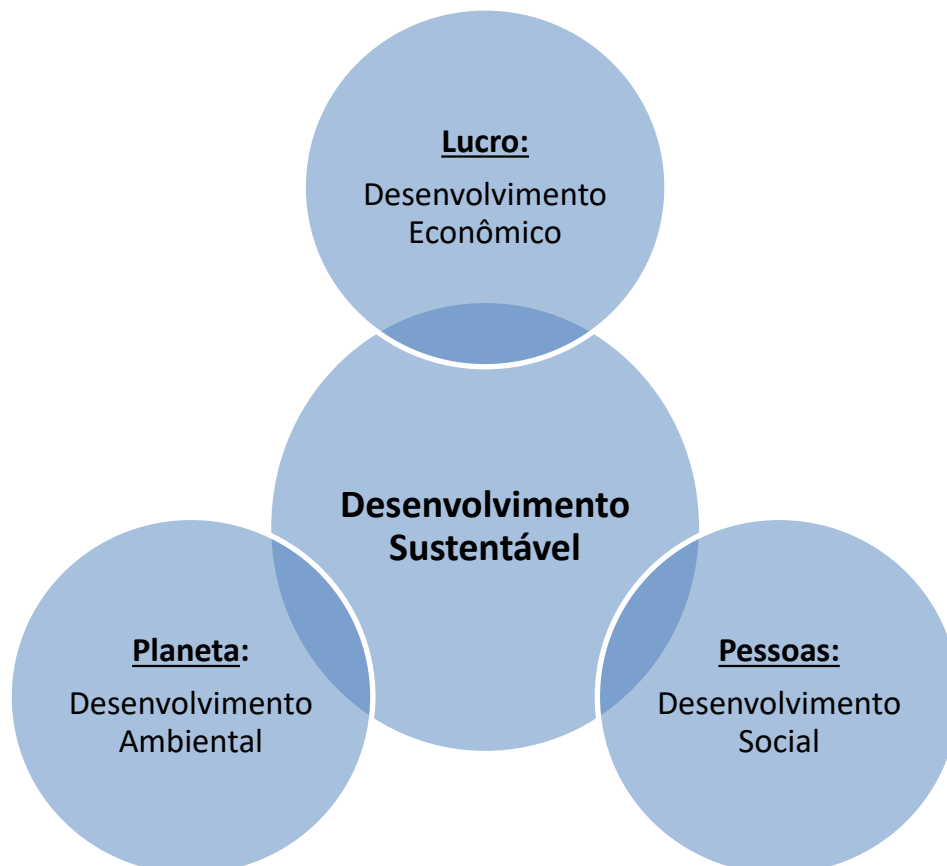 Lucro:
Desenvolvimento
Econômico
Desenvolvimento
Sustentável
Planeta:
Desenvolvimento
Ambiental
Pessoas:
Desenvolvimento
Social